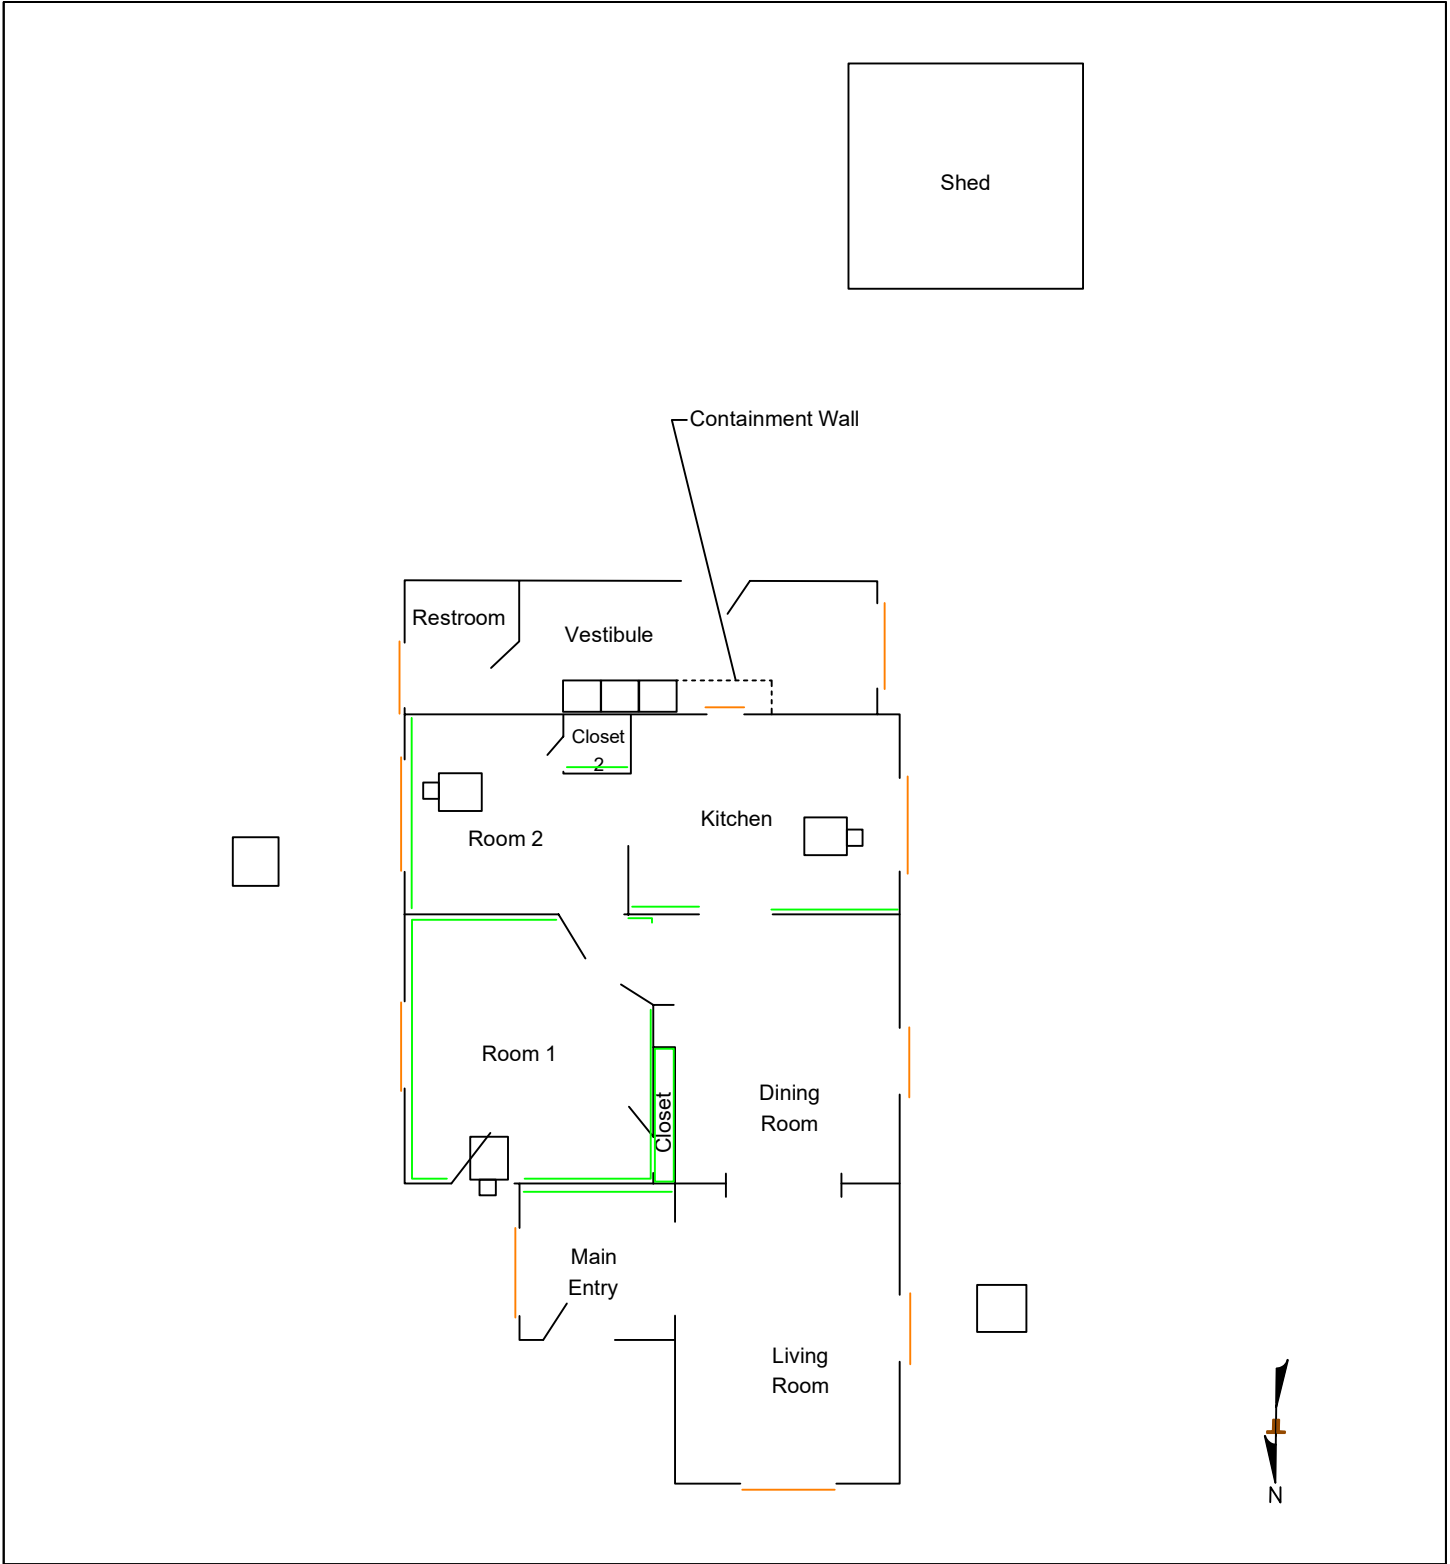 Shed
Containment Wall
Restroom
Vestibule
Closet
2
Kitchen
Room 2
Room 1
Closet
Dining
Room
Main
Entry
Living
Room
N